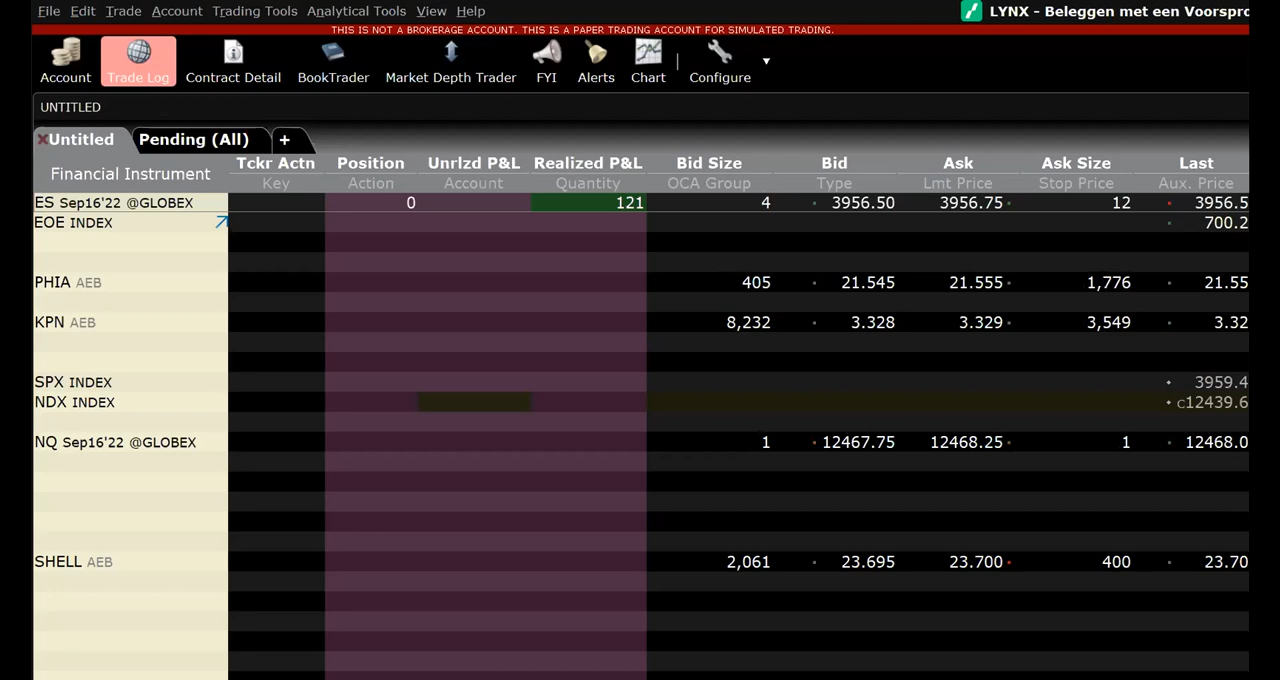 File Edit Trade Account Trading Tools Analytical Tools View Help
LYNX - Beleggen met een
THIS IS NOT A BROKERAGE ACCOUNT. THIS IS A PAPER TRADING ACCOUNT FOR SIMULATED TRADING.
Account Trade Log Contract Detail BookTrader Market Depth Trader FYI Alerts Chart Configure
UNTITLED
Untitled Pending (All) +
Financial Instrument Tckr Actn Position Unrlzd P&L Realized P&L Bid Size Bid Ask Ask Size Last
Key Action Account Quantity OCA Group Type Lmt Price Stop Price Aux. Price
ES Sep16'22 @GLOBEX 0 121 4 3956.50 3956.75 12 3956.5
EOE INDEX 700.2
PHIA AEB 405 21.545 21.555 1,776 21.55
KPN AEB 8,232 3.328 3.329 3,549 3.32
SPX INDEX 3959.4
NDX INDEX C12439.6
NQ Sep16'22 @GLOBEX 1 12467.75 12468.25 1 12468.0
SHELL AEB 2,061 23.695 23.700 400 23.70